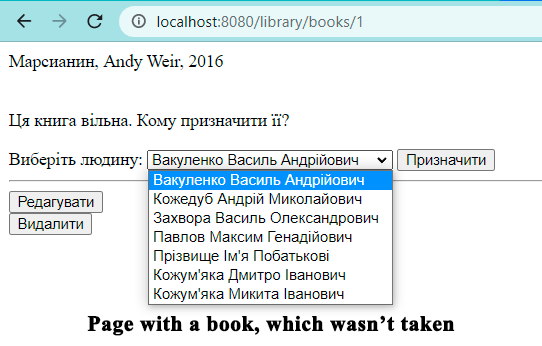 localhost:8080/library/books/1
Марсианин, Andy Weir, 2016
Ця книга вільна. Кому призначити її?
Виберіть людину: Вакуленко Василь Андрійович Призначити
Вакуленко Василь Андрійович
Кожедуб Андрій Миколайович
Захвора Василь Олександрович
Павлов Максим Генадійович
Прізвище Ім'я Побатькові
Кожум'яка Дмитро Іванович
Кожум'яка Микита Іванович
Редагувати
Видалити
Page with a book, which wasn’t taken